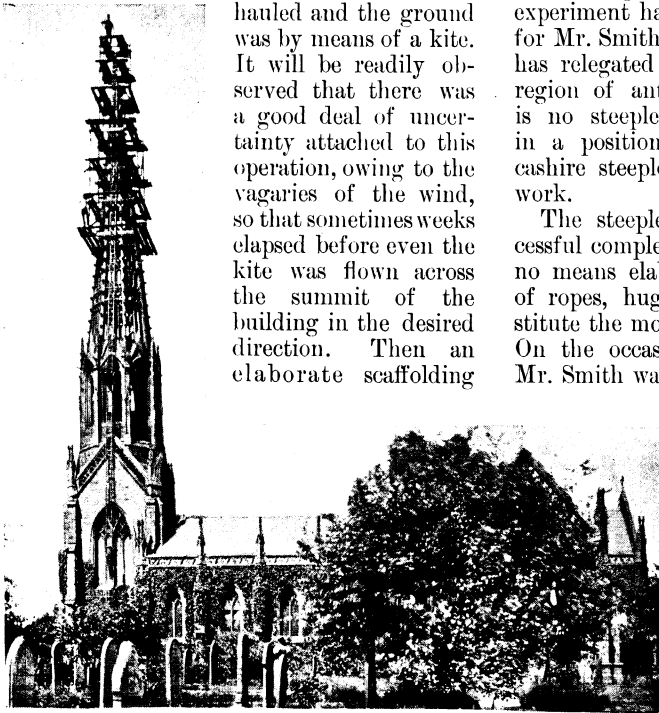 hauled and the ground
was by means of a kite.
It will be readily ob-
served that there was
a good deal of uncer-
tainty attached to this
operation, owing to the
vagaries of the wind,
so that sometimes weeks
elapsed before even the
kite was flown across
the summit of the
building in the desired
direction. Then an
elaborate scaffolding
experiment ha
for Mr. Smith
has relegated
region of ant
is no steeple
in a position
cashire steeple
work.
The steeple
cessful comple
no means ela
of ropes, hug
stitute the mo
On the occas
Mr. Smith wa